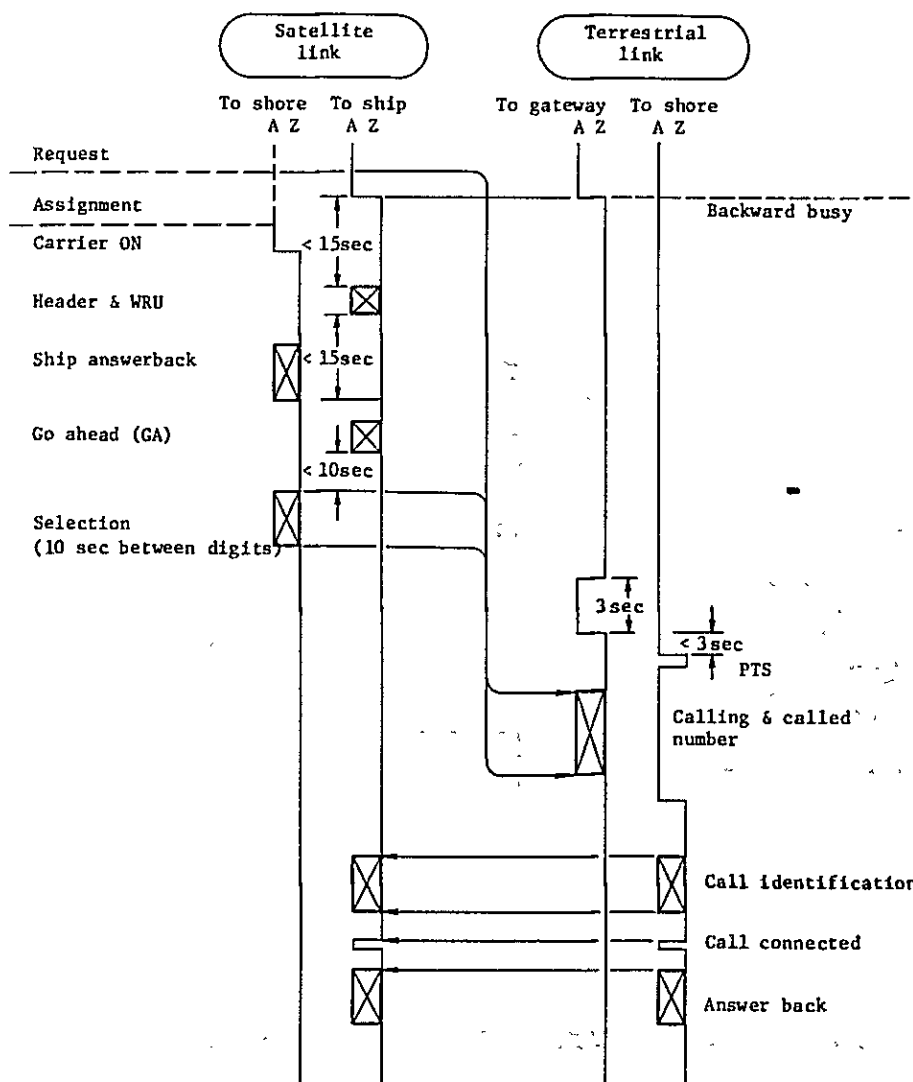 Satellite
link
Terrestrial
link
To shore To ship
To gateway To shore
A Z A Z
A Z A Z
Request
Assignment
Backward busy
Carrier ON
< 15sec
Header & WRU
Ship answerback
< 15sec
Go ahead (GA)
< 10sec
Selection
(10 sec between digits)
3sec
< 3sec
PTS
Calling & called
number
Call identification
Call connected
Answer back